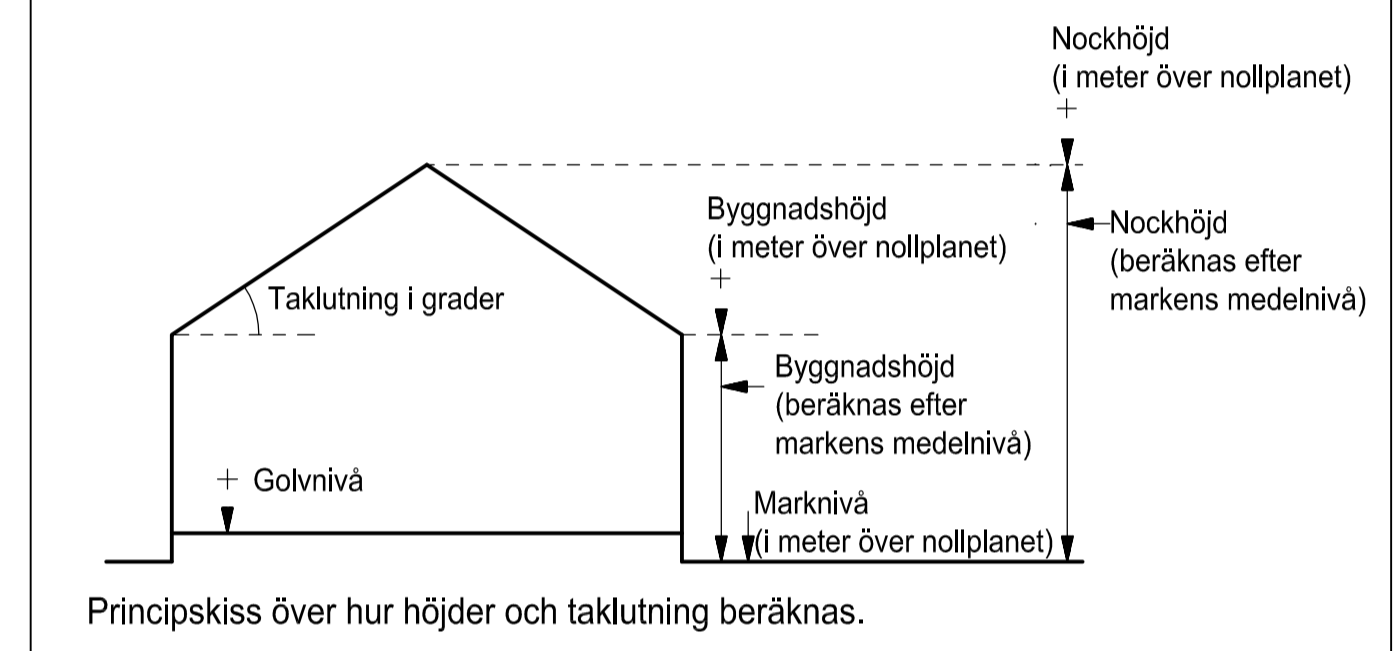 Nockhöjd
(i meter över nollplanet)
+
Byggnadshöjd
(i meter över nollplanet)
+
Nockhöjd
(beräknas efter
markens medelnivå)
Taklutning i grader
Byggnadshöjd
(beräknas efter
markens medelnivå)
+ Golvnivå
Marknivå
(i meter över nollplanet)
Principskiss över hur höjder och taklutning beräknas.